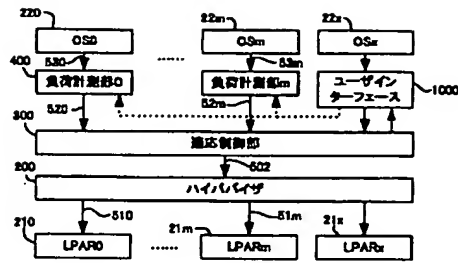 220 22m 22x
OS0 OSm OSx
400 530 …… 53m
負荷計測部0 負荷計測部m ユーザインターフェース 1000
520 52m
300
適応制御部
200 502
ハイパバイザ
210 510 51m 21x
LPAR0 …… 21m LPARm LPARx